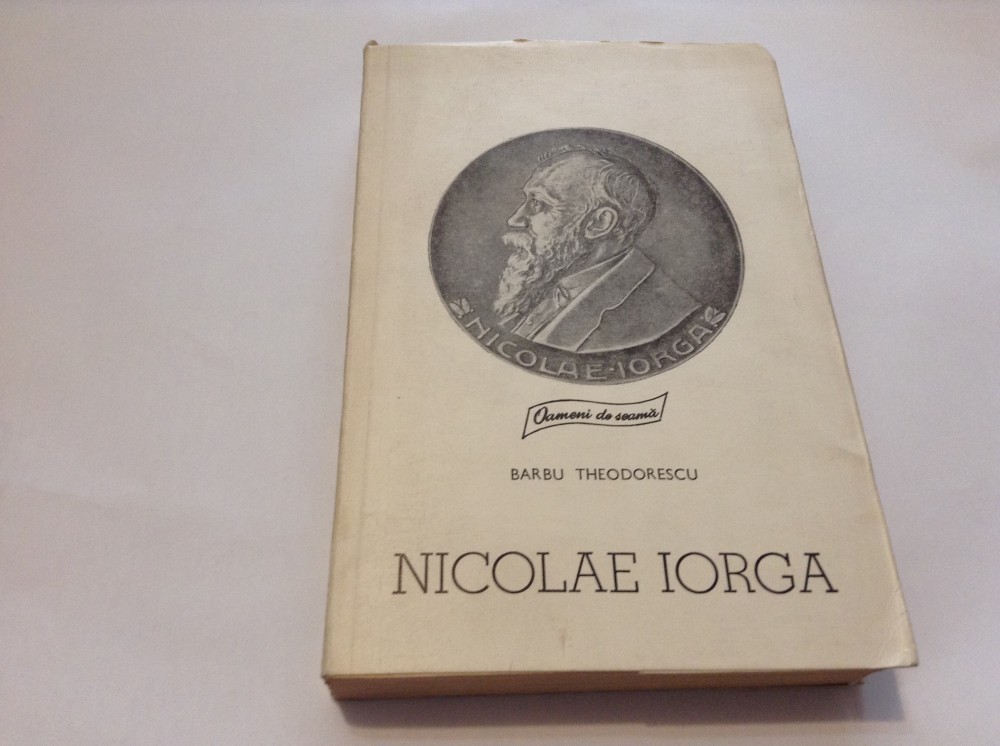 NICOLAE·IORGA
Oameni de seamă
BARBU THEODORESCU
NICOLAE IORGA